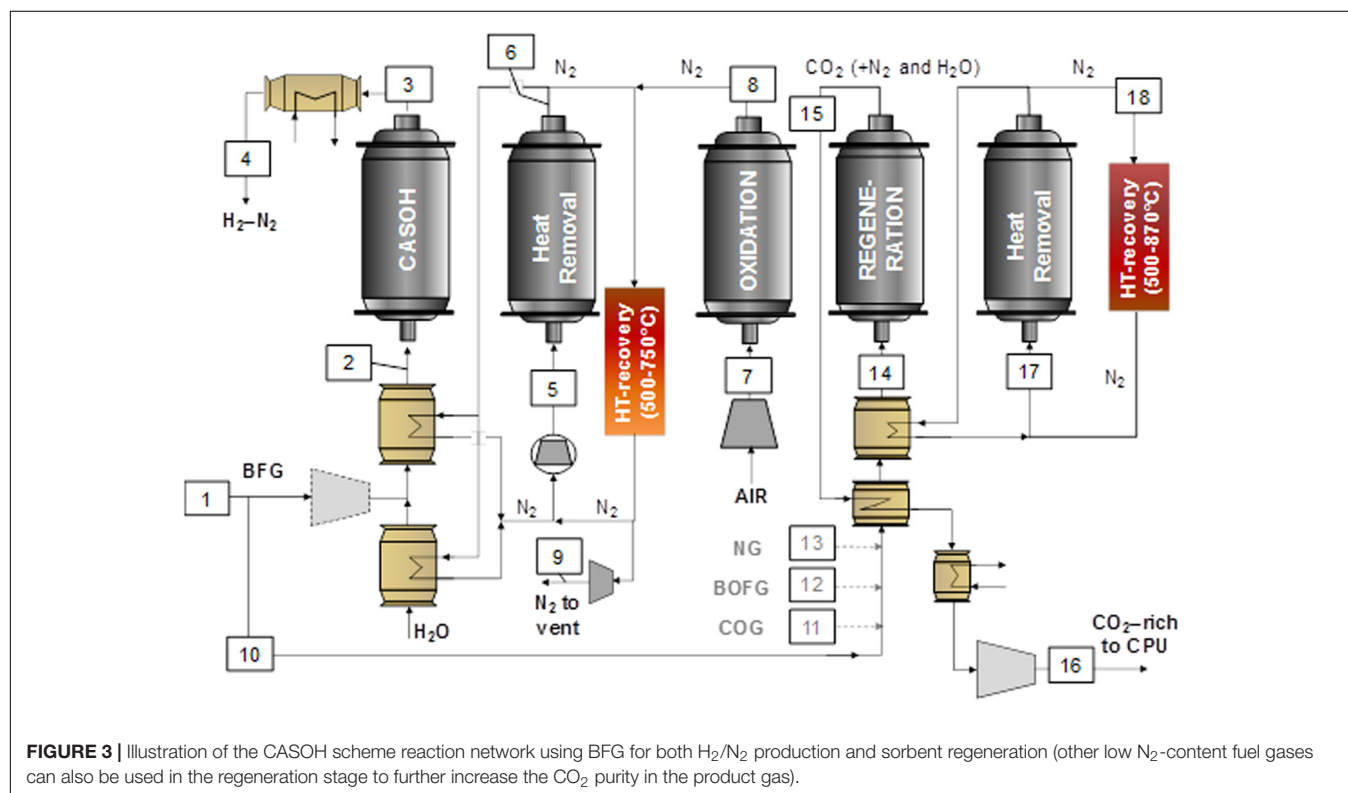 6
N2
N2
CO2 (+N2 and H2O)
N2
3
8
15
18
4
H2–N2
CASOH
Heat
Removal
OXIDATION
REGENE-
RATION
Heat
Removal
HT-recovery
(500-750°C)
HT-recovery
(500-870°C)
2
5
7
14
17
N2
BFG
1
AIR
N2
N2
9
N2 to
vent
NG
13
BOFG
12
COG
11
H2O
10
CO2–rich
to CPU
16
FIGURE 3 | Illustration of the CASOH scheme reaction network using BFG for both H2/N2 production and sorbent regeneration (other low N2-content fuel gases
can also be used in the regeneration stage to further increase the CO2 purity in the product gas).